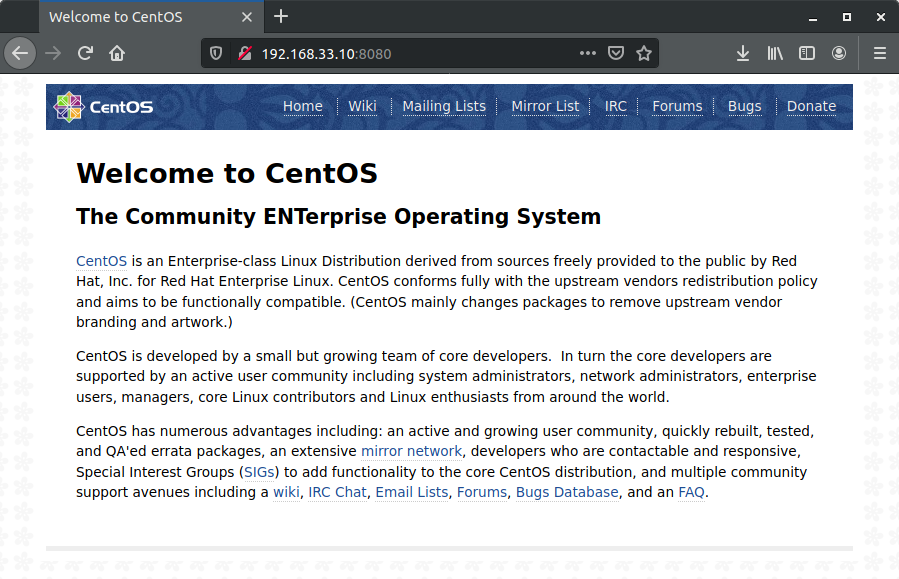 Welcome to CentOS
192.168.33.10:8080
CentOS
Home Wiki Mailing Lists Mirror List IRC Forums Bugs Donate
Welcome to CentOS
The Community ENTerprise Operating System
CentOS is an Enterprise-class Linux Distribution derived from sources freely provided to the public by Red
Hat, Inc. for Red Hat Enterprise Linux. CentOS conforms fully with the upstream vendors redistribution policy
and aims to be functionally compatible. (CentOS mainly changes packages to remove upstream vendor
branding and artwork.)
CentOS is developed by a small but growing team of core developers.  In turn the core developers are
supported by an active user community including system administrators, network administrators, enterprise
users, managers, core Linux contributors and Linux enthusiasts from around the world.
CentOS has numerous advantages including: an active and growing user community, quickly rebuilt, tested,
and QA'ed errata packages, an extensive mirror network, developers who are contactable and responsive,
Special Interest Groups (SIGs) to add functionality to the core CentOS distribution, and multiple community
support avenues including a wiki, IRC Chat, Email Lists, Forums, Bugs Database, and an FAQ.